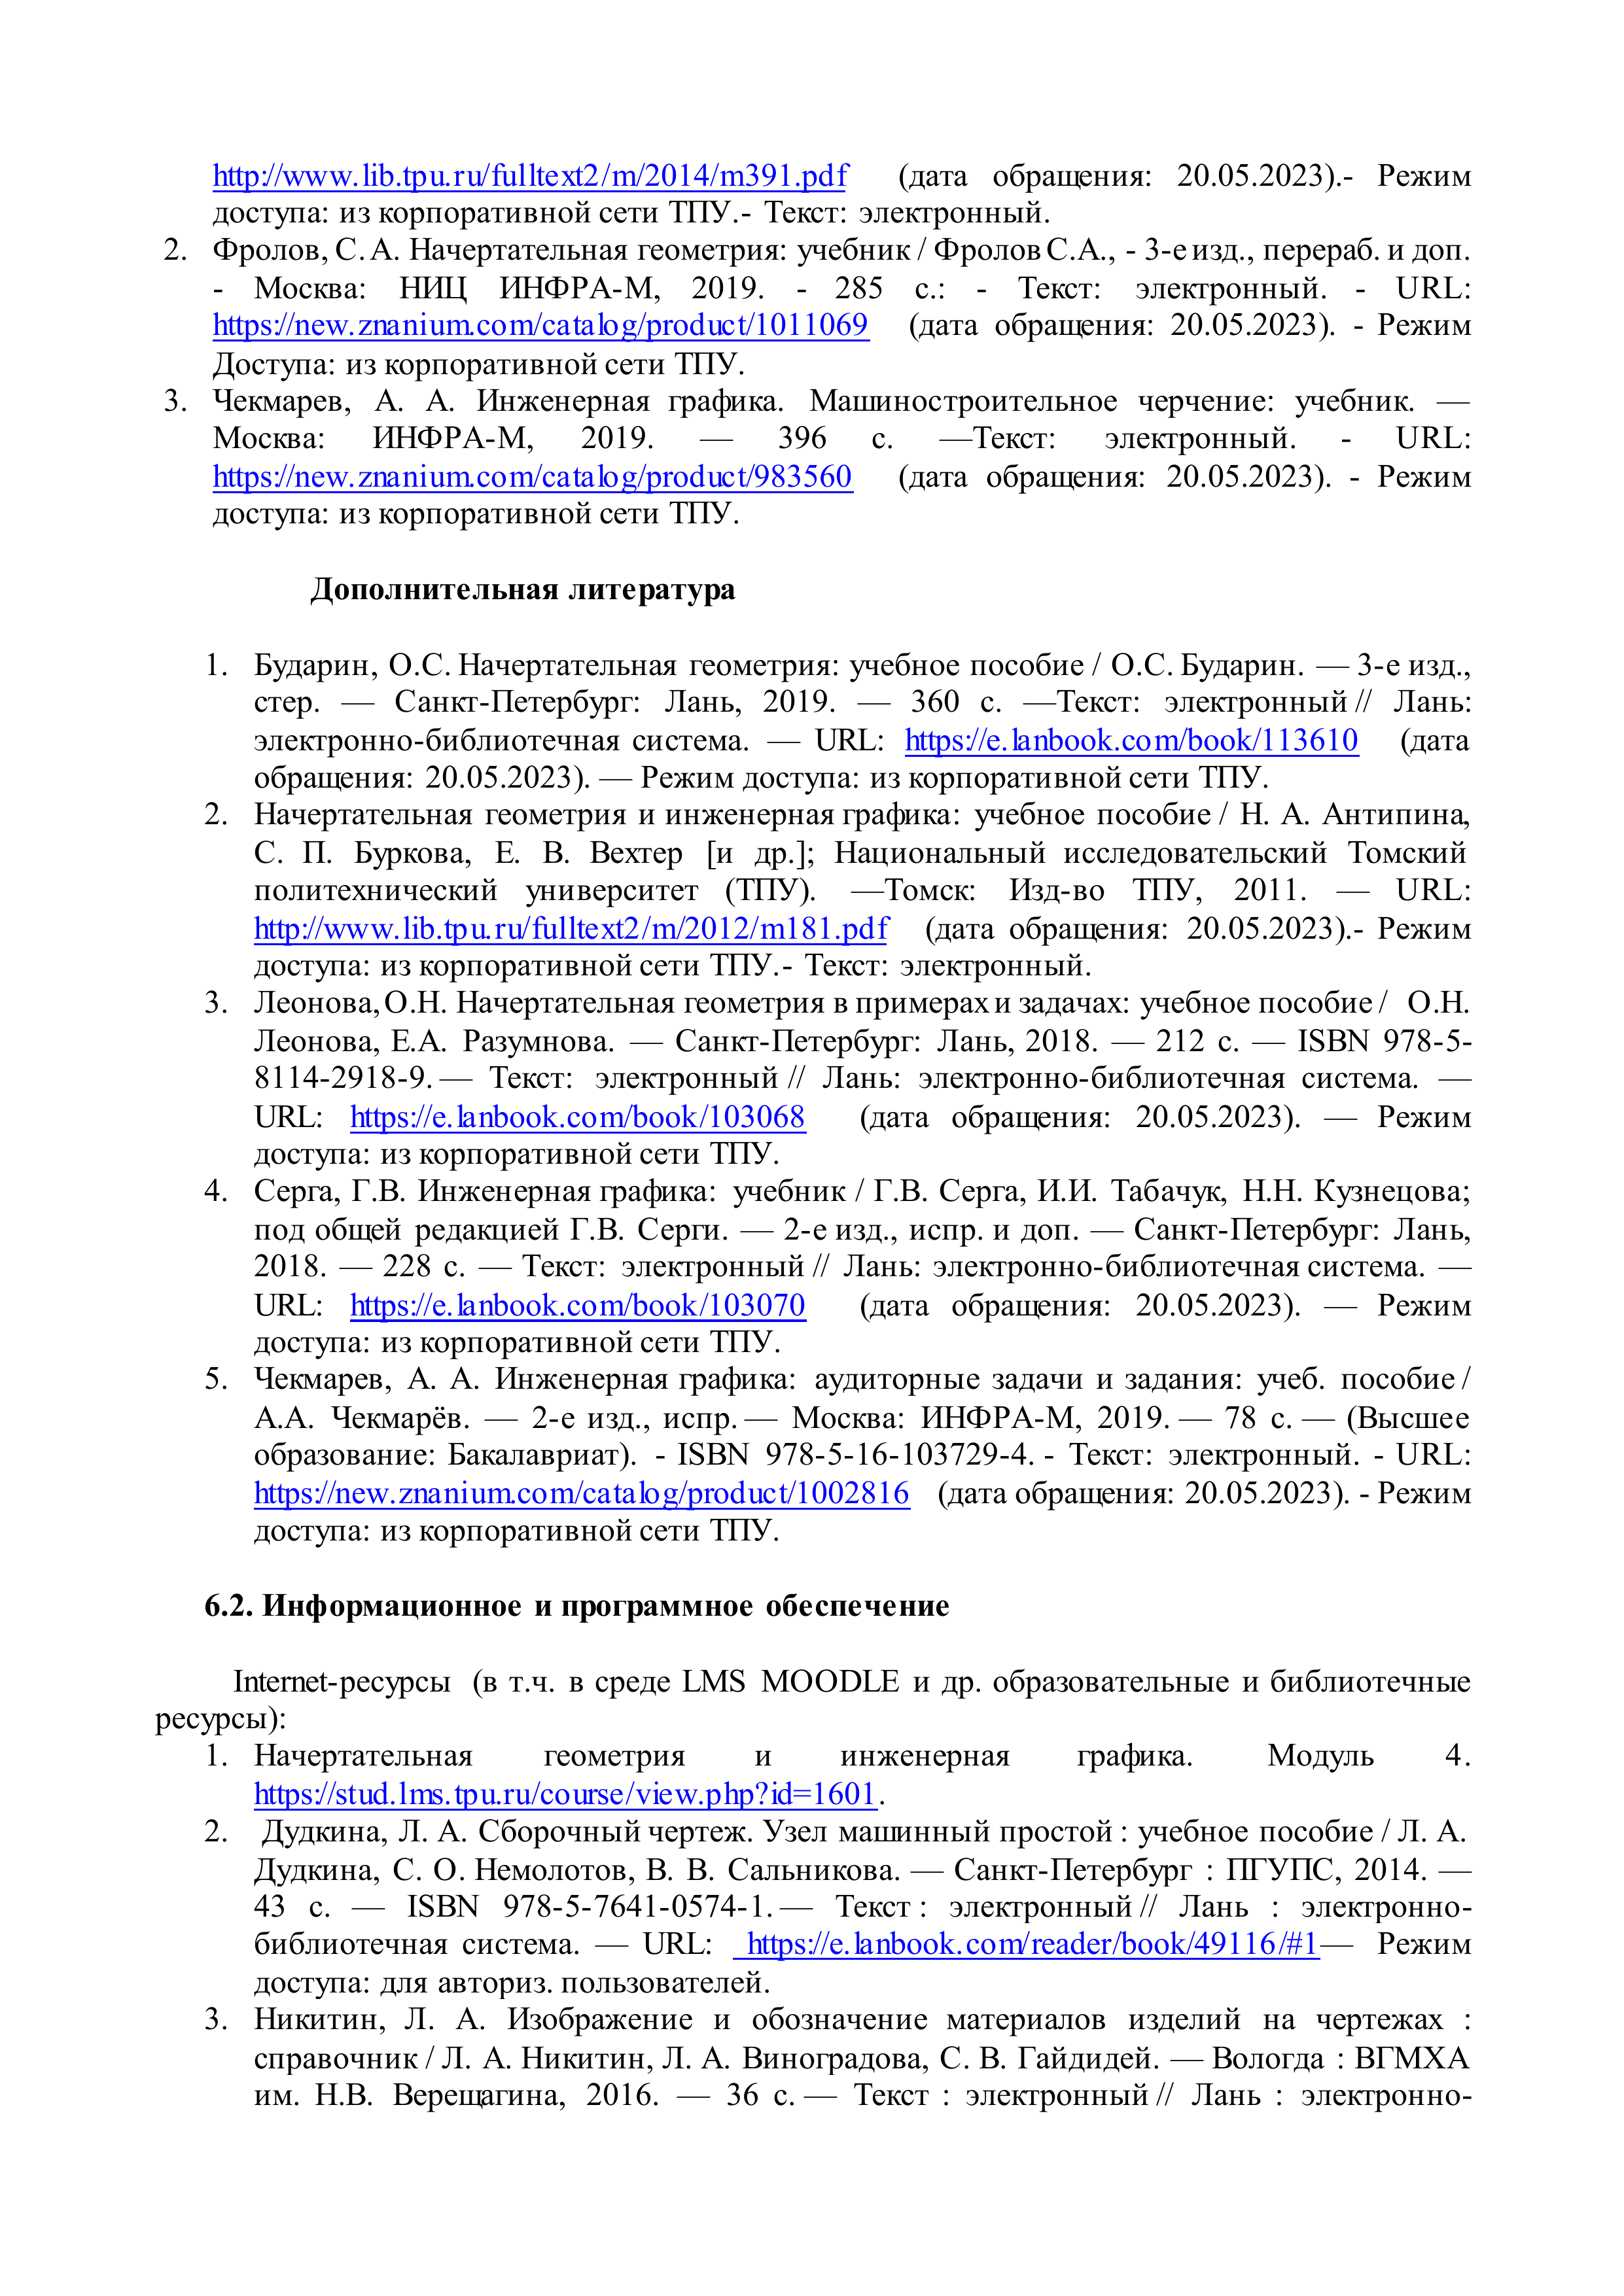 http://www.lib.tpu.ru/fulltext2/m/2014/m391.pdf (дата обращения: 20.05.2023).- Режим
доступа: из корпоративной сети ТПУ.- Текст: электронный.
2. Фролов, С. А. Начертательная геометрия: учебник / Фролов С.А., - 3-е изд., перераб. и доп.
- Москва: НИЦ ИНФРА-М, 2019. - 285 с.: - Текст: электронный. - URL:
https://new.znanium.com/catalog/product/1011069 (дата обращения: 20.05.2023). - Режим
Доступа: из корпоративной сети ТПУ.
3. Чекмарев, А. А. Инженерная графика. Машиностроительное черчение: учебник. —
Москва: ИНФРА-М, 2019. — 396 с. —Текст: электронный. - URL:
https://new.znanium.com/catalog/product/983560 (дата обращения: 20.05.2023). - Режим
доступа: из корпоративной сети ТПУ.
Дополнительная литература
1. Бударин, О.С. Начертательная геометрия: учебное пособие / О.С. Бударин. — 3-е изд.,
стер. — Санкт-Петербург: Лань, 2019. — 360 с. —Текст: электронный // Лань:
электронно-библиотечная система. — URL: https://e.lanbook.com/book/113610 (дата
обращения: 20.05.2023). — Режим доступа: из корпоративной сети ТПУ.
2. Начертательная геометрия и инженерная графика: учебное пособие / Н. А. Антипина,
С. П. Буркова, Е. В. Вехтер [и др.]; Национальный исследовательский Томский
политехнический университет (ТПУ). —Томск: Изд-во ТПУ, 2011. — URL:
http://www.lib.tpu.ru/fulltext2/m/2012/m181.pdf (дата обращения: 20.05.2023).- Режим
доступа: из корпоративной сети ТПУ.- Текст: электронный.
3. Леонова, О.Н. Начертательная геометрия в примерах и задачах: учебное пособие / О.Н.
Леонова, Е.А. Разумнова. — Санкт-Петербург: Лань, 2018. — 212 с. — ISBN 978-5-
8114-2918-9. — Текст: электронный // Лань: электронно-библиотечная система. —
URL: https://e.lanbook.com/book/103068 (дата обращения: 20.05.2023). — Режим
доступа: из корпоративной сети ТПУ.
4. Серга, Г.В. Инженерная графика: учебник / Г.В. Серга, И.И. Табачук, Н.Н. Кузнецова;
под общей редакцией Г.В. Серги. — 2-е изд., испр. и доп. — Санкт-Петербург: Лань,
2018. — 228 с. — Текст: электронный // Лань: электронно-библиотечная система. —
URL: https://e.lanbook.com/book/103070 (дата обращения: 20.05.2023). — Режим
доступа: из корпоративной сети ТПУ.
5. Чекмарев, А. А. Инженерная графика: аудиторные задачи и задания: учеб. пособие /
А.А. Чекмарёв. — 2-е изд., испр. — Москва: ИНФРА-М, 2019. — 78 с. — (Высшее
образование: Бакалавриат). - ISBN 978-5-16-103729-4. - Текст: электронный. - URL:
https://new.znanium.com/catalog/product/1002816 (дата обращения: 20.05.2023). - Режим
доступа: из корпоративной сети ТПУ.
6.2. Информационное и программное обеспечение
Internet-ресурсы (в т.ч. в среде LMS MOODLE и др. образовательные и библиотечные
ресурсы):
1. Начертательная геометрия и инженерная графика. Модуль 4.
https://stud.lms.tpu.ru/course/view.php?id=1601.
2. Дудкина, Л. А. Сборочный чертеж. Узел машинный простой : учебное пособие / Л. А.
Дудкина, С. О. Немолотов, В. В. Сальникова. — Санкт-Петербург : ПГУПС, 2014. —
43 с. — ISBN 978-5-7641-0574-1. — Текст : электронный // Лань : электронно-
библиотечная система. — URL: https://e.lanbook.com/reader/book/49116/#1— Режим
доступа: для авториз. пользователей.
3. Никитин, Л. А. Изображение и обозначение материалов изделий на чертежах :
справочник / Л. А. Никитин, Л. А. Виноградова, С. В. Гайдидей. — Вологда : ВГМХА
им. Н.В. Верещагина, 2016. — 36 с. — Текст : электронный // Лань : электронно-